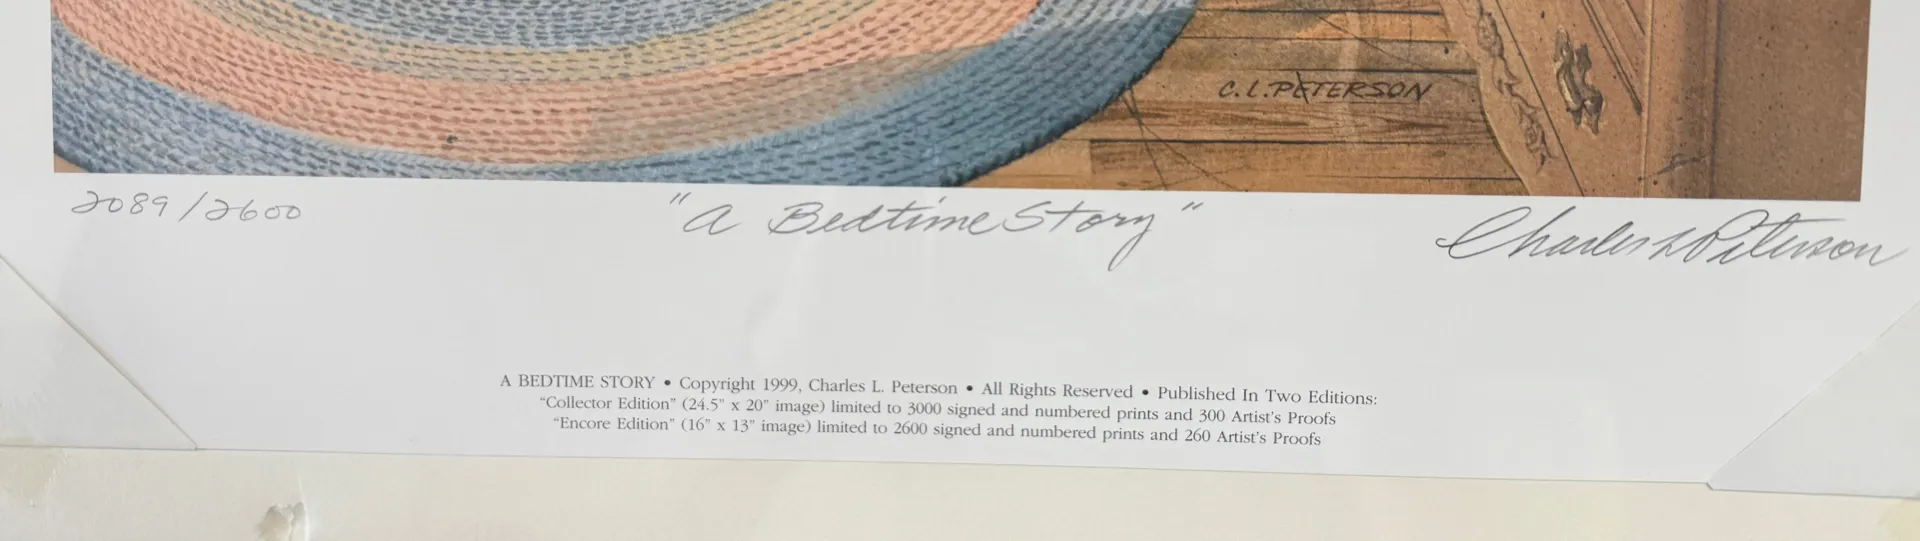 C.L.PETERSON
2089/2600 "A Bedtime Story" Charles L Peterson
A BEDTIME STORY • Copyright 1999, Charles L. Peterson • All Rights Reserved • Published In Two Editions:
“Collector Edition” (24.5" x 20" image) limited to 3000 signed and numbered prints and 300 Artist's Proofs
“Encore Edition” (16" x 13" image) limited to 2600 signed and numbered prints and 260 Artist's Proofs